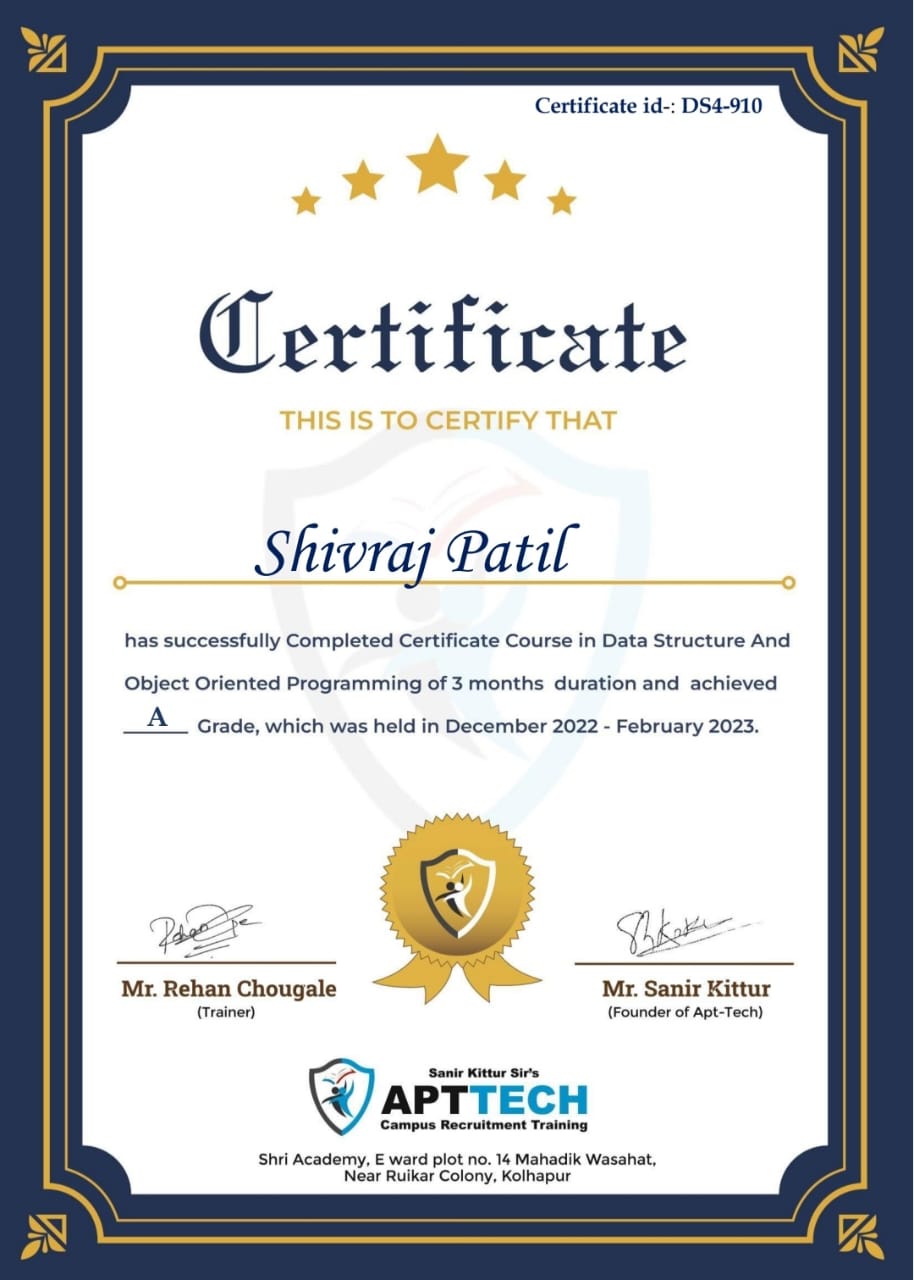 Certificate id-: DS4-910
Certificate
THIS IS TO CERTIFY THAT
Shivraj Patil
has successfully Completed Certificate Course in Data Structure And
Object Oriented Programming of 3 months duration and achieved
A Grade, which was held in December 2022 - February 2023.
Mr. Rehan Chougale
(Trainer)
Mr. Sanir Kittur
(Founder of Apt-Tech)
Sanir Kittur Sir's
APTTECH
Campus Recruitment Training
Shri Academy, E ward plot no. 14 Mahadik Wasahat,
Near Ruikar Colony, Kolhapur